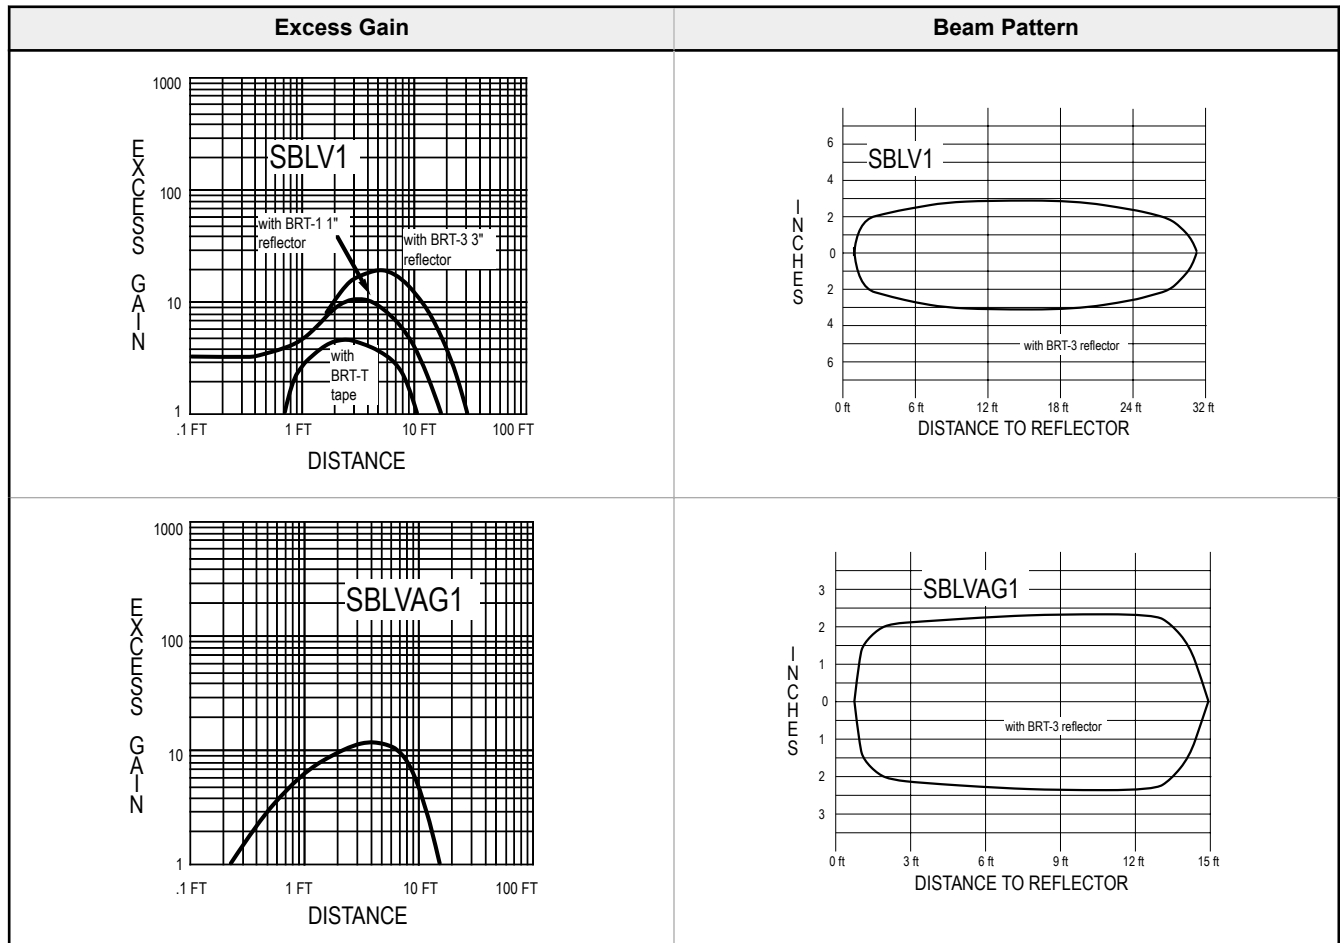 Excess Gain
Beam Pattern
1000
100
10
1
EXCESS GAIN
SBLV1
with BRT-1 1"
reflector
with BRT-3 3"
reflector
with
BRT-T
tape
.1 FT
1 FT
10 FT
100 FT
DISTANCE
6
4
2
0
2
4
6
INCHES
SBLV1
with BRT-3 reflector
0 ft
6 ft
12 ft
18 ft
24 ft
32 ft
DISTANCE TO REFLECTOR
1000
100
10
1
EXCESS GAIN
SBLVAG1
.1 FT
1 FT
10 FT
100 FT
DISTANCE
3
2
1
0
1
2
3
INCHES
SBLVAG1
with BRT-3 reflector
0 ft
3 ft
6 ft
9 ft
12 ft
15 ft
DISTANCE TO REFLECTOR